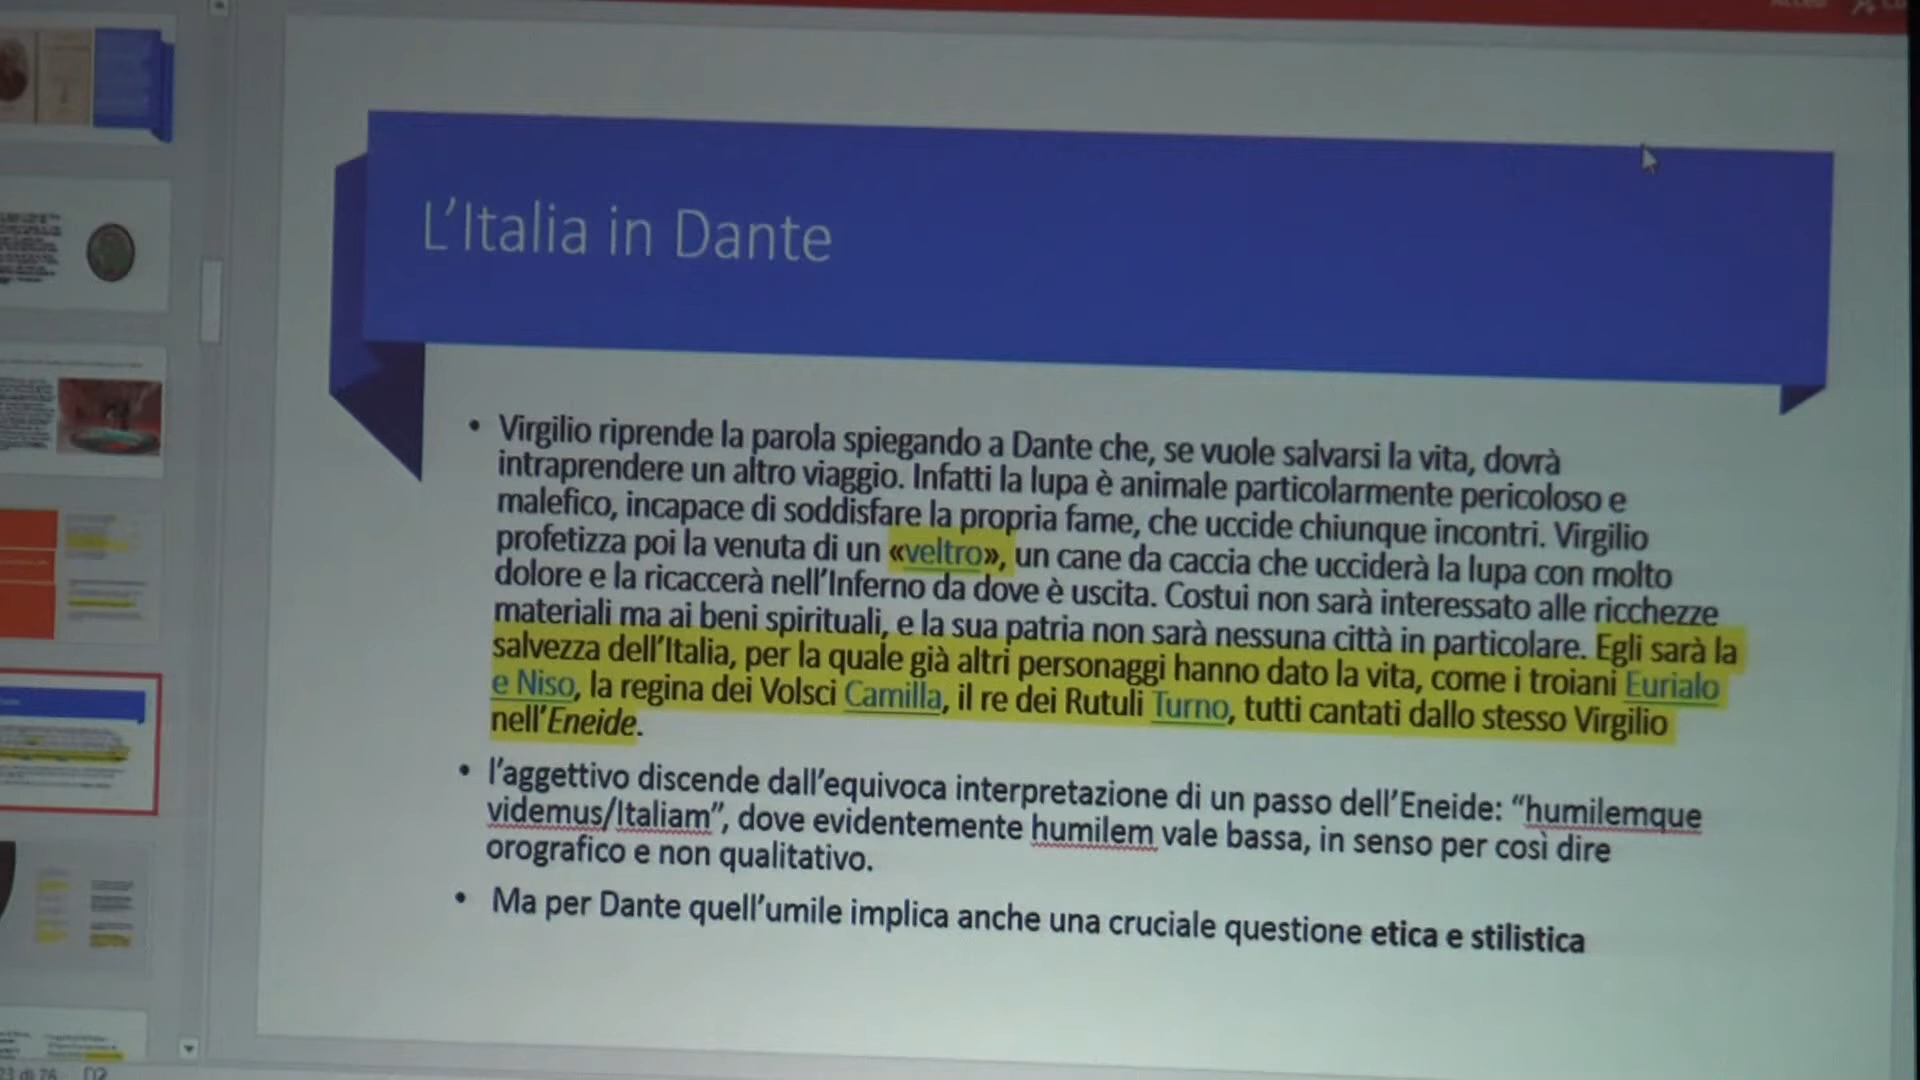 L'Italia in Dante
• Virgilio riprende la parola spiegando a Dante che, se vuole salvarsi la vita, dovrà
intraprendere un altro viaggio. Infatti la lupa è animale particolarmente pericoloso e
malefico, incapace di soddisfare la propria fame, che uccide chiunque incontri. Virgilio
profetizza poi la venuta di un «veltro», un cane da caccia che ucciderà la lupa con molto
dolore e la ricaccerà nell'Inferno da dove è uscita. Costui non sarà interessato alle ricchezze
materiali ma ai beni spirituali, e la sua patria non sarà nessuna città in particolare. Egli sarà la
salvezza dell'Italia, per la quale già altri personaggi hanno dato la vita, come i troiani Eurialo
e Niso, la regina dei Volsci Camilla, il re dei Rutuli Turno, tutti cantati dallo stesso Virgilio
nell'Eneide.
• l'aggettivo discende dall'equivoca interpretazione di un passo dell'Eneide: “humilemque
videmus/Italiam”, dove evidentemente humilem vale bassa, in senso per così dire
orografico e non qualitativo.
• Ma per Dante quell'umile implica anche una cruciale questione etica e stilistica
23 di 76